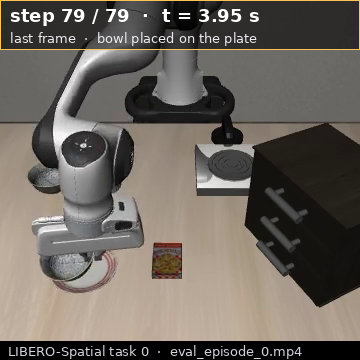 step 79 / 79 · t = 3.95 s
last frame · bowl placed on the plate
LIBERO-Spatial task 0 · eval_episode_0.mp4